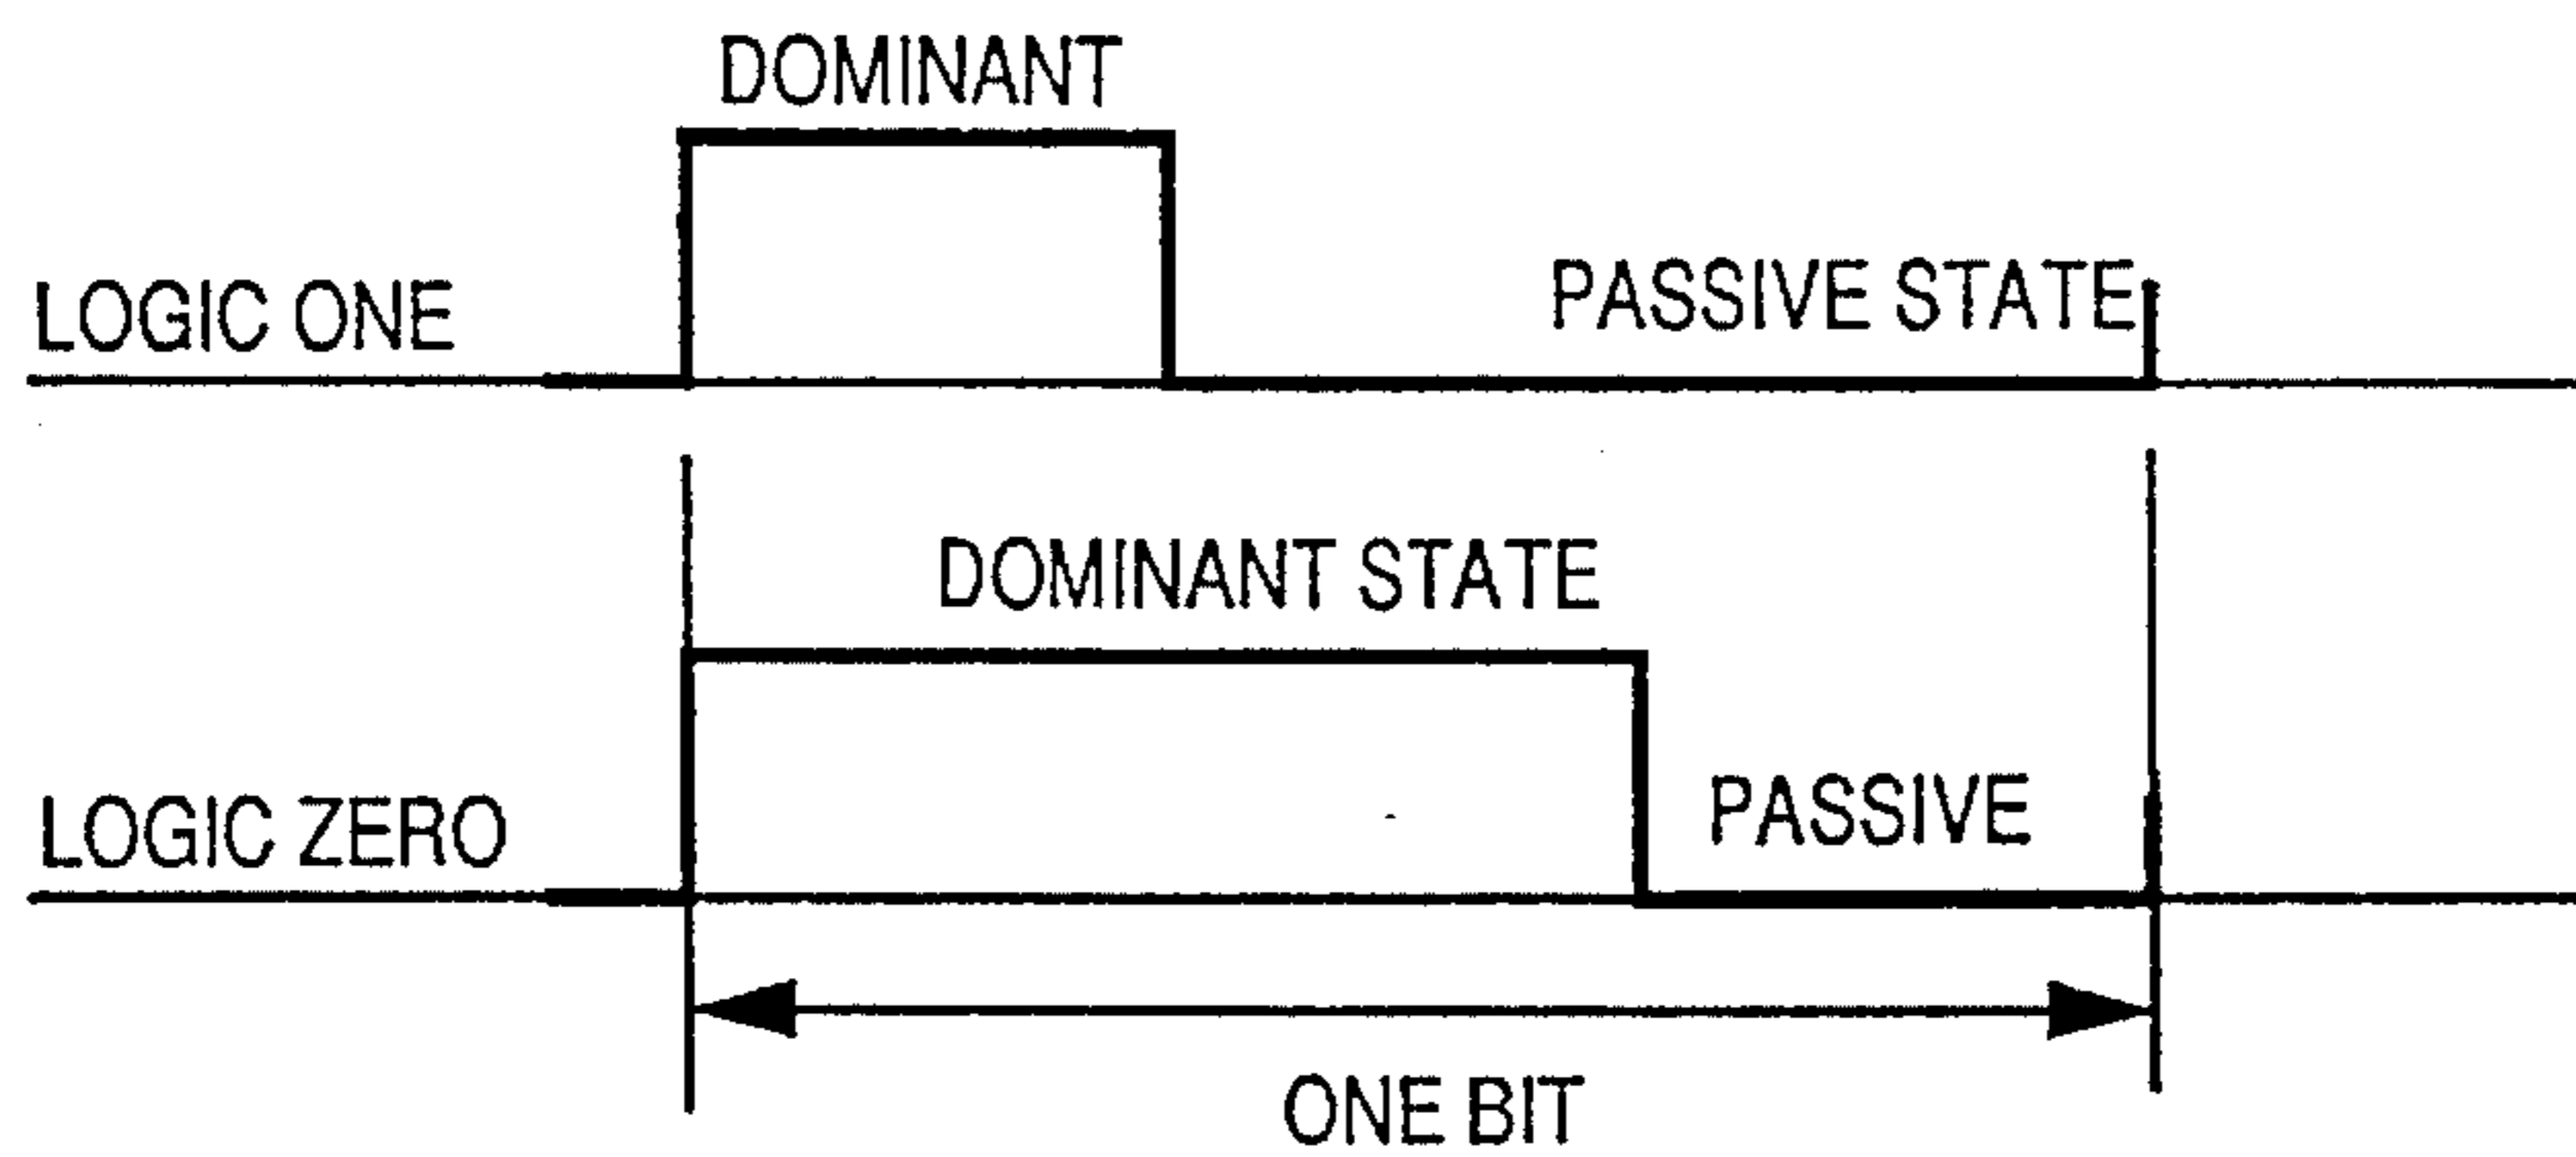 DOMINANT
LOGIC ONE
PASSIVE STATE
DOMINANT STATE
LOGIC ZERO
PASSIVE
ONE BIT